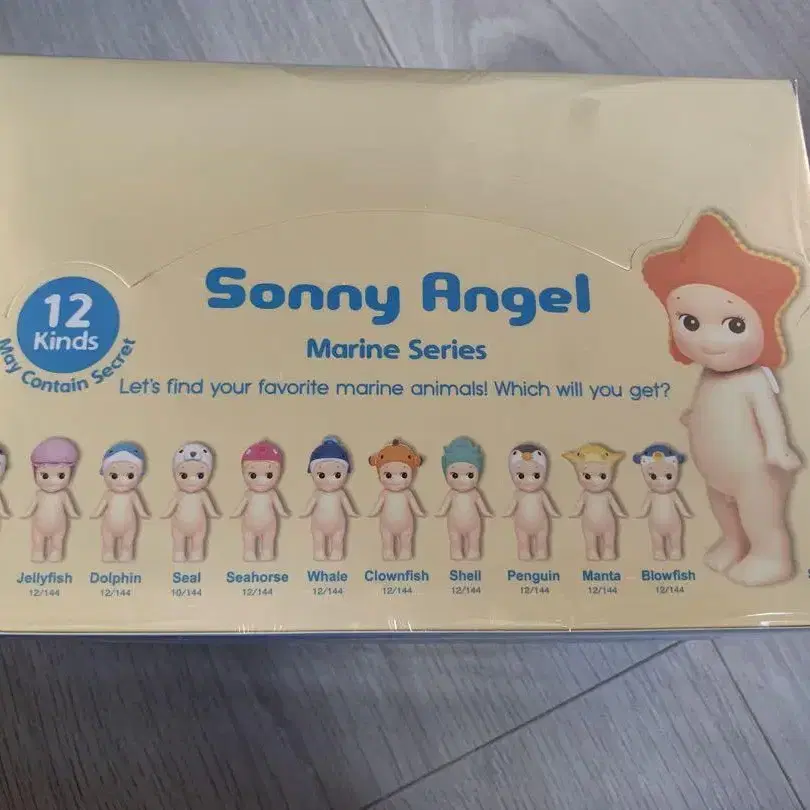 12
Kinds
May Contain Secret
Sonny Angel
Marine Series
Let's find your favorite marine animals! Which will you get?
Jellyfish Dolphin Seal Seahorse Whale Clownfish Shell Penguin Manta Blowfish
12/144 12/144 10/144 12/144 12/144 12/144 12/144 12/144 12/144 12/144